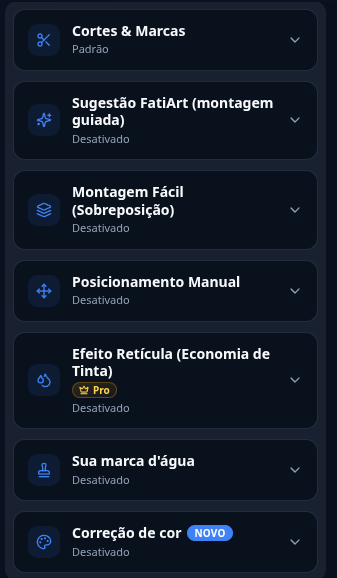 Cortes & Marcas
Padrão
Sugestão FatiArt (montagem
guiada)
Desativado
Montagem Fácil
(Sobreposição)
Desativado
Posicionamento Manual
Desativado
Efeito Retícula (Economia de
Tinta)
Pro
Desativado
Sua marca d'água
Desativado
Correção de cor NOVO
Desativado